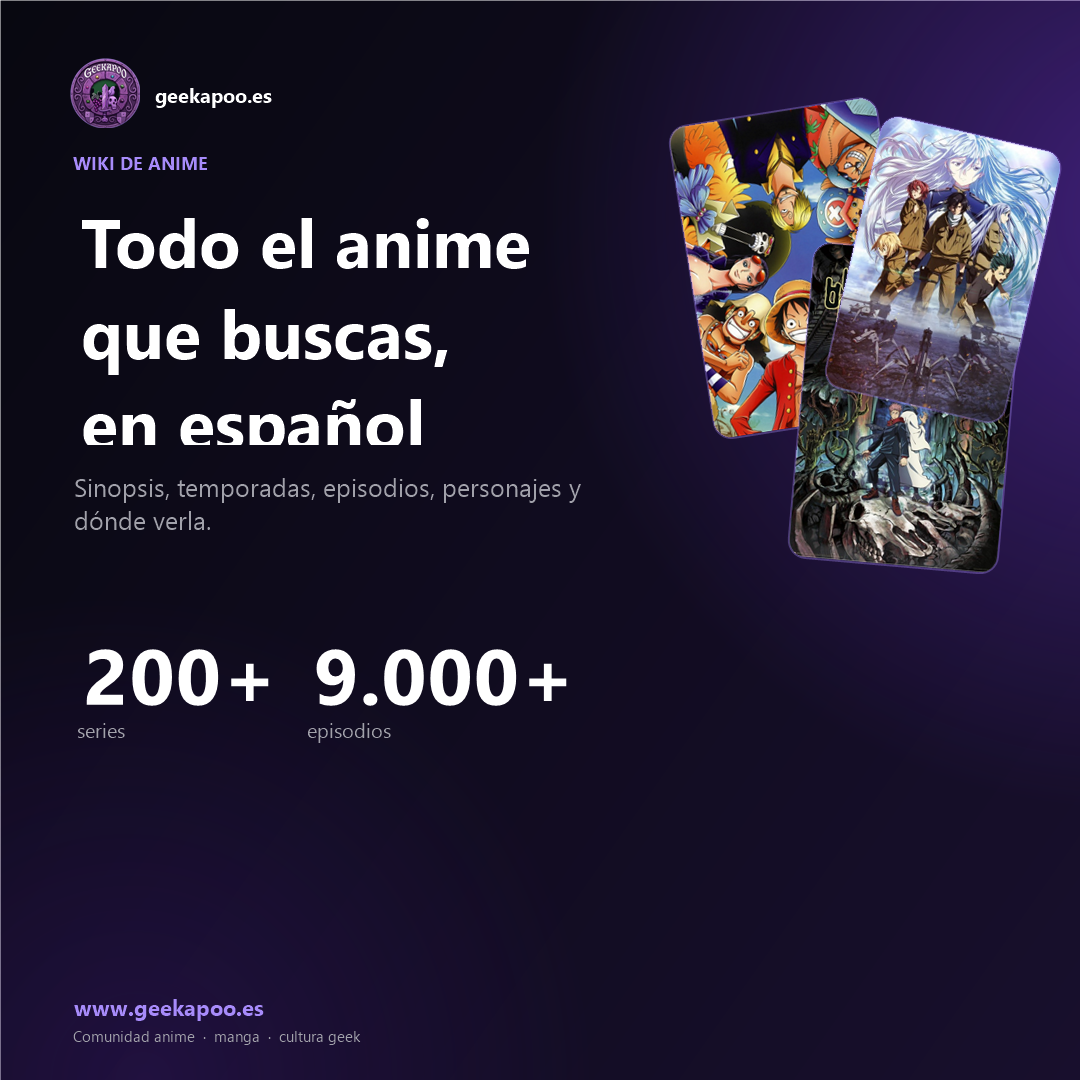 GEEKAPOO
geekapoo.es
WIKI DE ANIME
Todo el anime
que buscas,
en español
Sinopsis, temporadas, episodios, personajes y
dónde verla.
200+ 9.000+
series episodios
www.geekapoo.es
Comunidad anime · manga · cultura geek